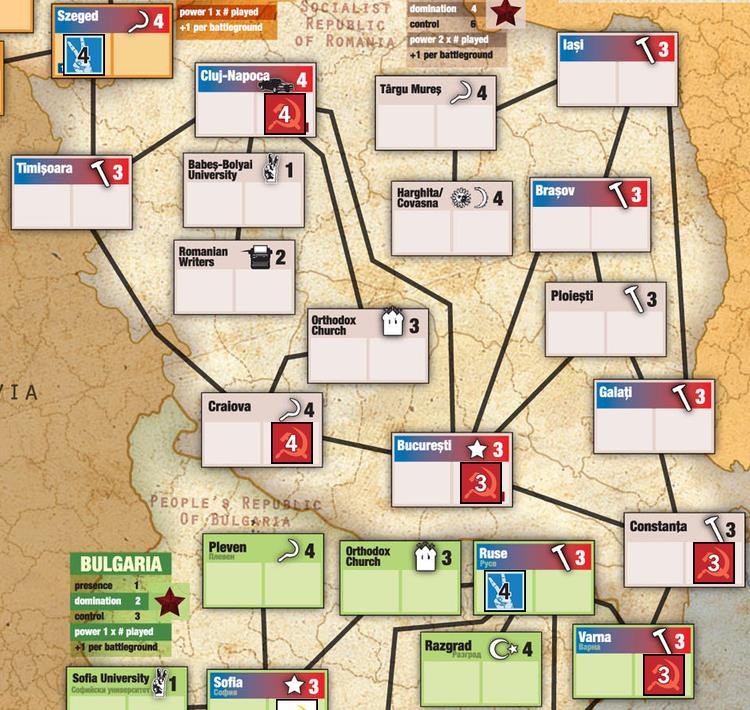 power 1 x # played
+1 per battleground
SOCIALIST
REPUBLIC
OF ROMANIA
domination 4
control 6
power 2 x # played
+1 per battleground
Szeged 4
4
Iași 3
Cluj-Napoca 4
4
Târgu Mureș 4
Timișoara 3
Babeș-Bolyai
University 1
Harghita/
Covasna 4
Brașov 3
Romanian
Writers 2
Ploiești 3
Orthodox
Church 3
Galați 3
VIA
Craiova 4
4
București 3
3
PEOPLE'S REPUBLIC
OF BULGARIA
Constanța 3
3
BULGARIA
presence 1
domination 2
control 3
power 1 x # played
+1 per battleground
Pleven 4
Плевен
Orthodox
Church 3
Ruse 3
Русе
4
Razgrad 4
Разград
Varna 3
Варна
3
Sofia University 1
Софийски университет
Sofia 3
София